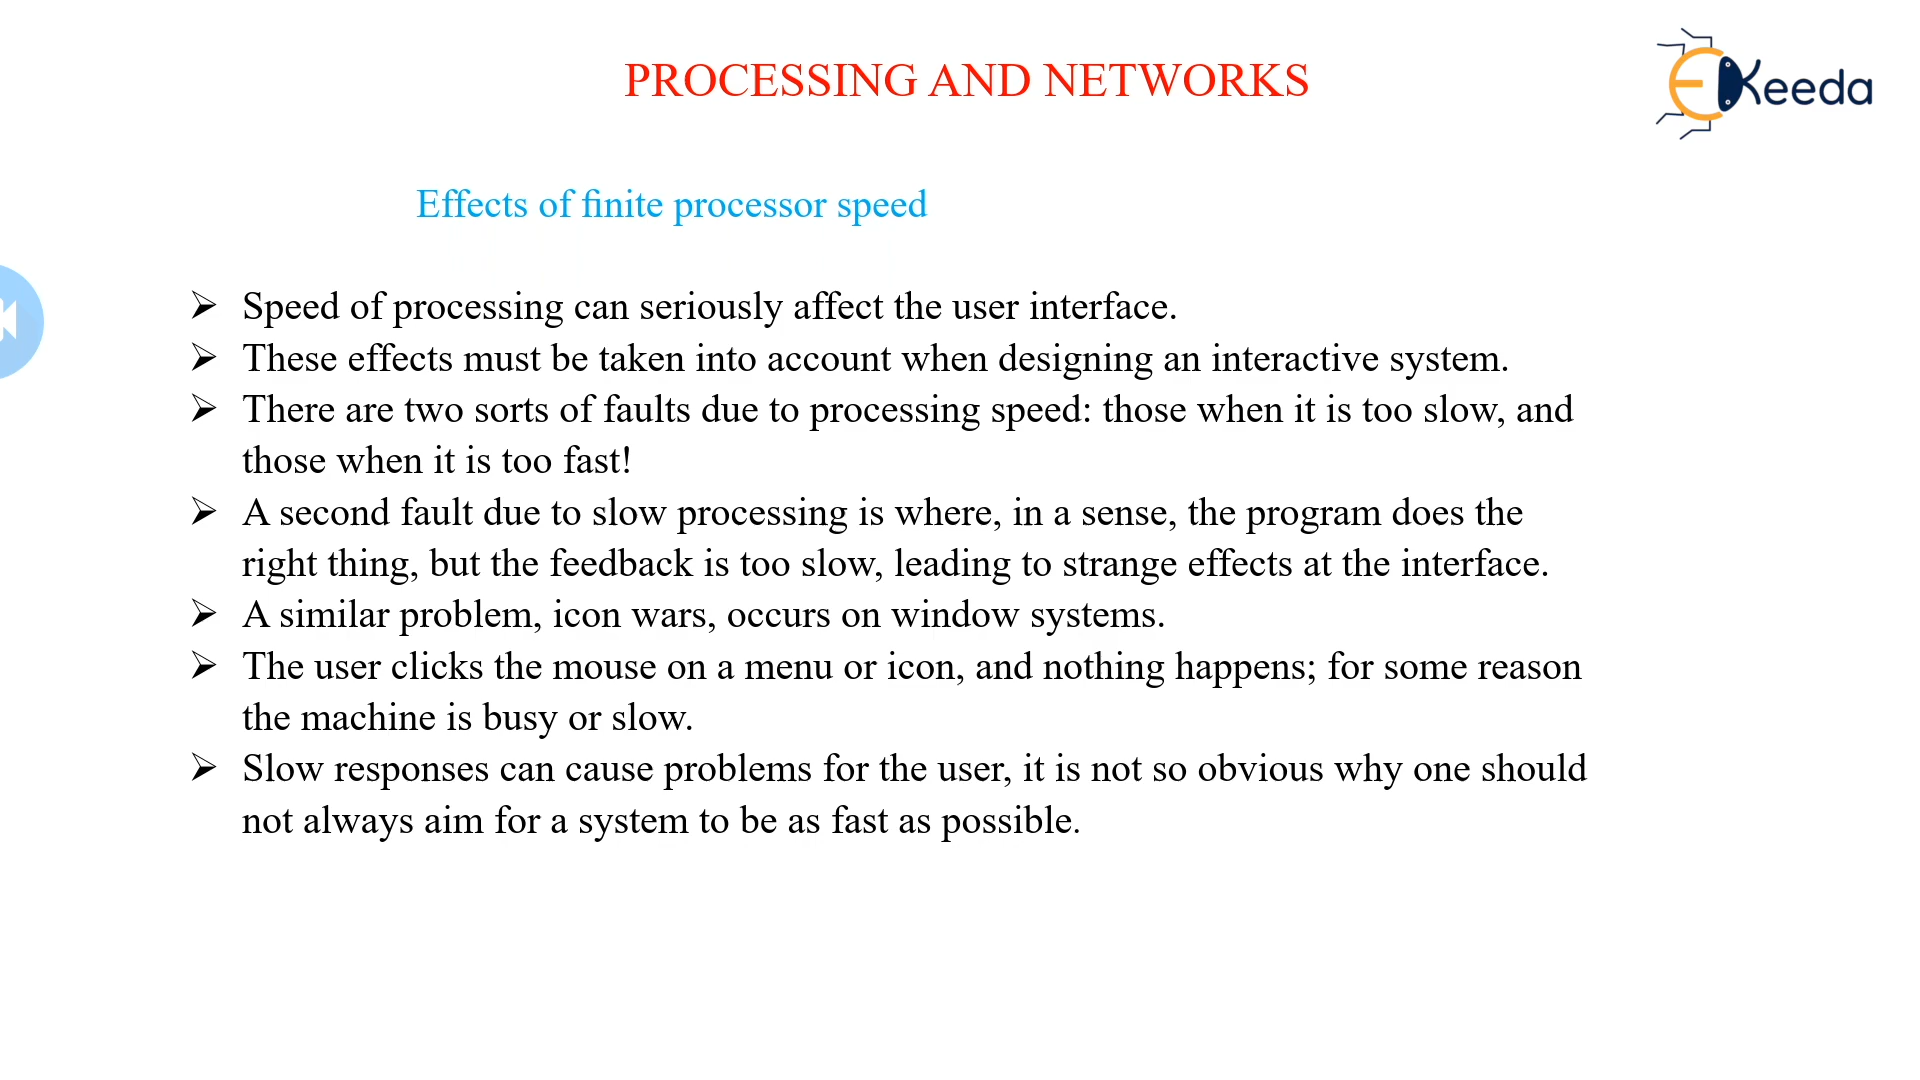 PROCESSING AND NETWORKS
EKeeda
Effects of finite processor speed
➢ Speed of processing can seriously affect the user interface.
➢ These effects must be taken into account when designing an interactive system.
➢ There are two sorts of faults due to processing speed: those when it is too slow, and
those when it is too fast!
➢ A second fault due to slow processing is where, in a sense, the program does the
right thing, but the feedback is too slow, leading to strange effects at the interface.
➢ A similar problem, icon wars, occurs on window systems.
➢ The user clicks the mouse on a menu or icon, and nothing happens; for some reason
the machine is busy or slow.
➢ Slow responses can cause problems for the user, it is not so obvious why one should
not always aim for a system to be as fast as possible.